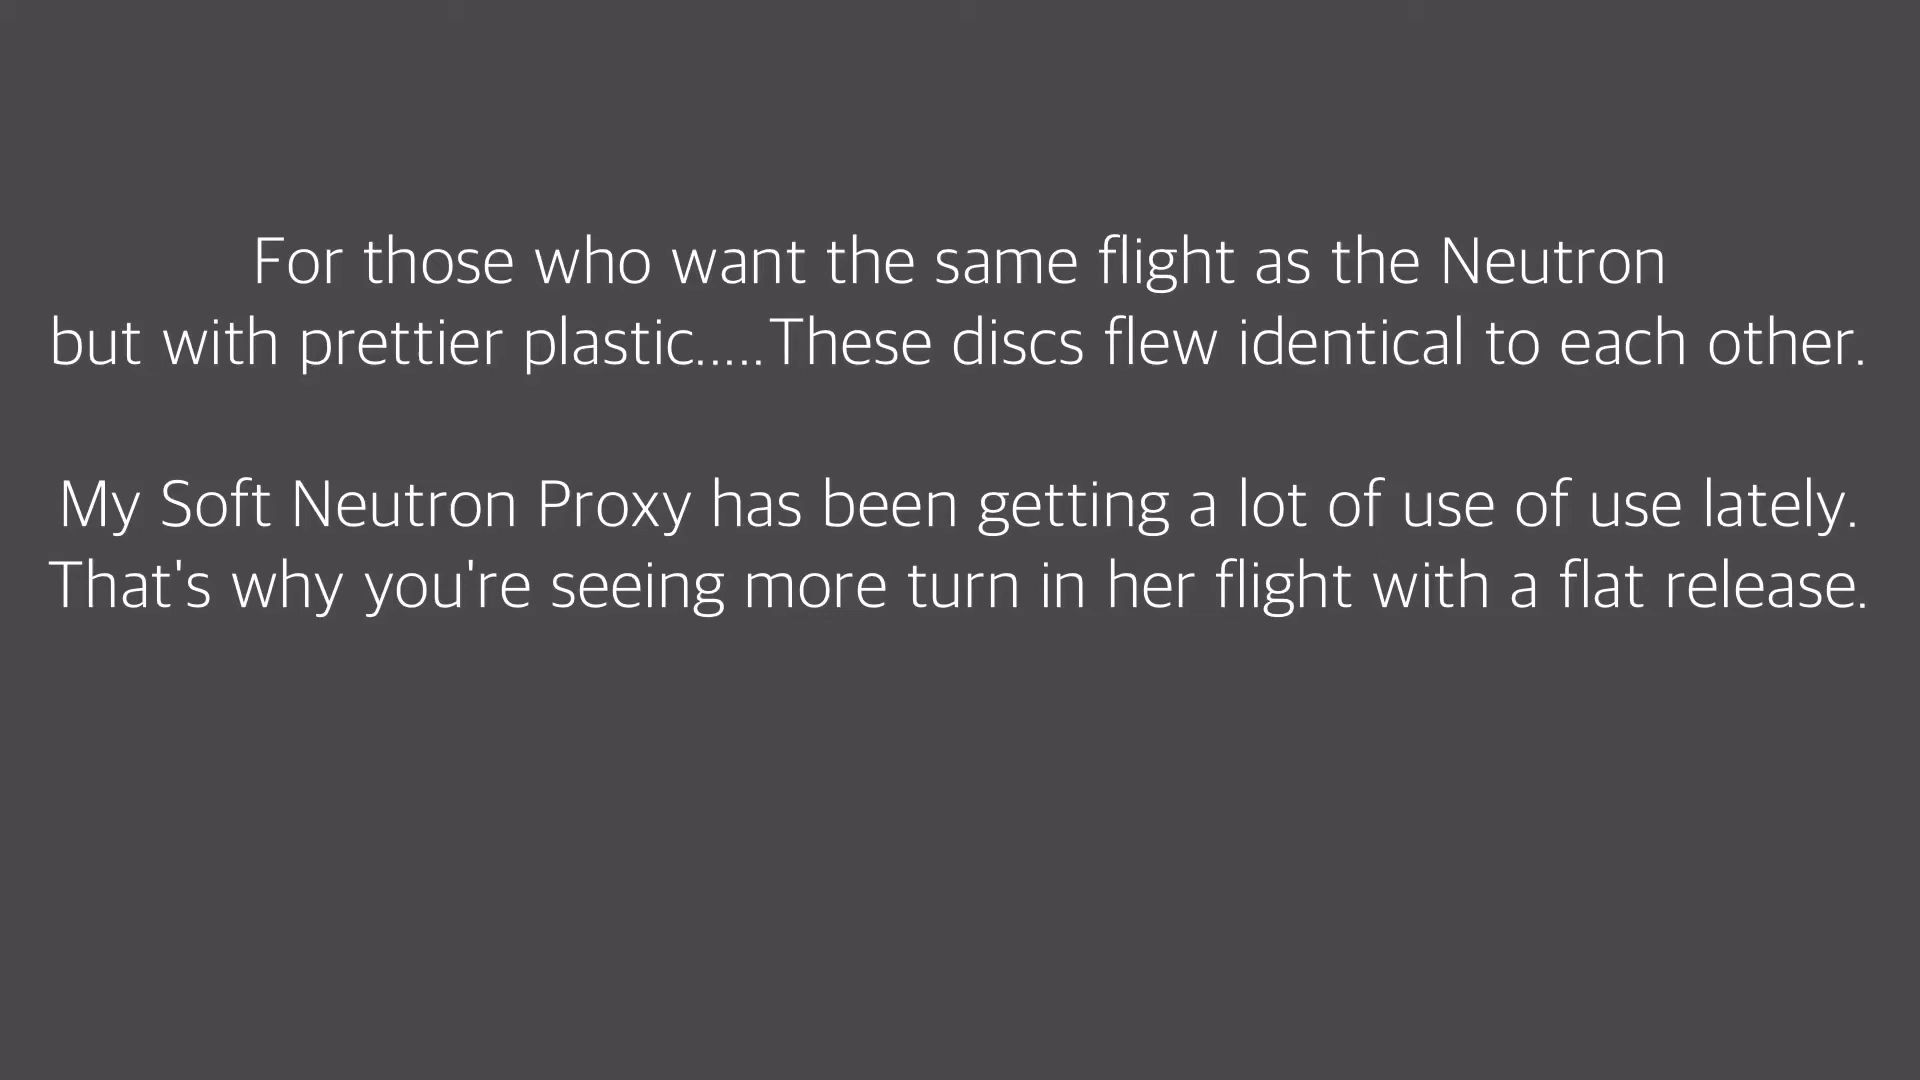 For those who want the same flight as the Neutron
but with prettier plastic.....These discs flew identical to each other.
My Soft Neutron Proxy has been getting a lot of use of use lately.
That's why you're seeing more turn in her flight with a flat release.